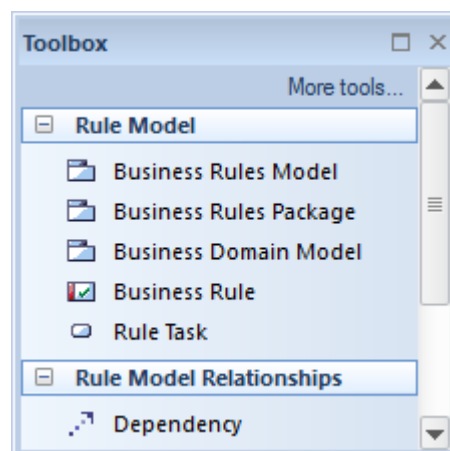 Toolbox
More tools...
Rule Model
Business Rules Model
Business Rules Package
Business Domain Model
Business Rule
Rule Task
Rule Model Relationships
Dependency